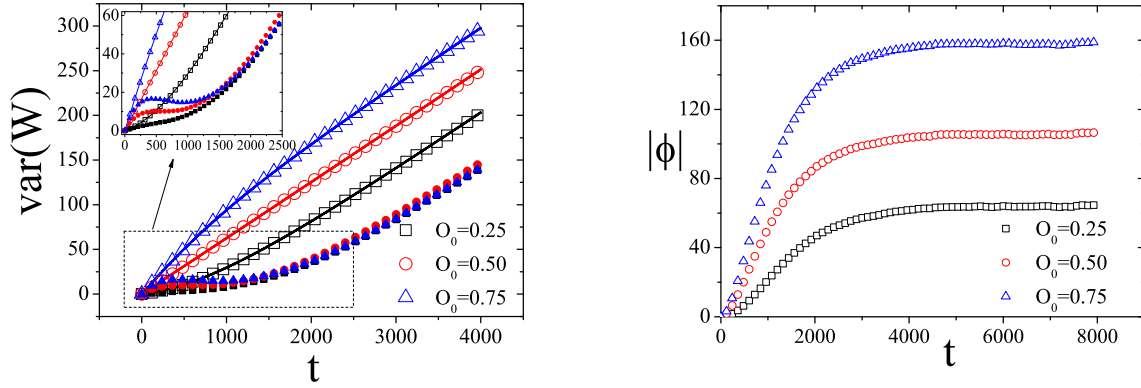 var(W)
300
250
200
150
100
50
0
60
40
20
0
0 500 1000 1500 2000 2500
O₀=0.25
O₀=0.50
O₀=0.75
0 1000 2000 3000 4000
t
|ϕ|
160
120
80
40
0
O₀=0.25
O₀=0.50
O₀=0.75
0 2000 4000 6000 8000
t